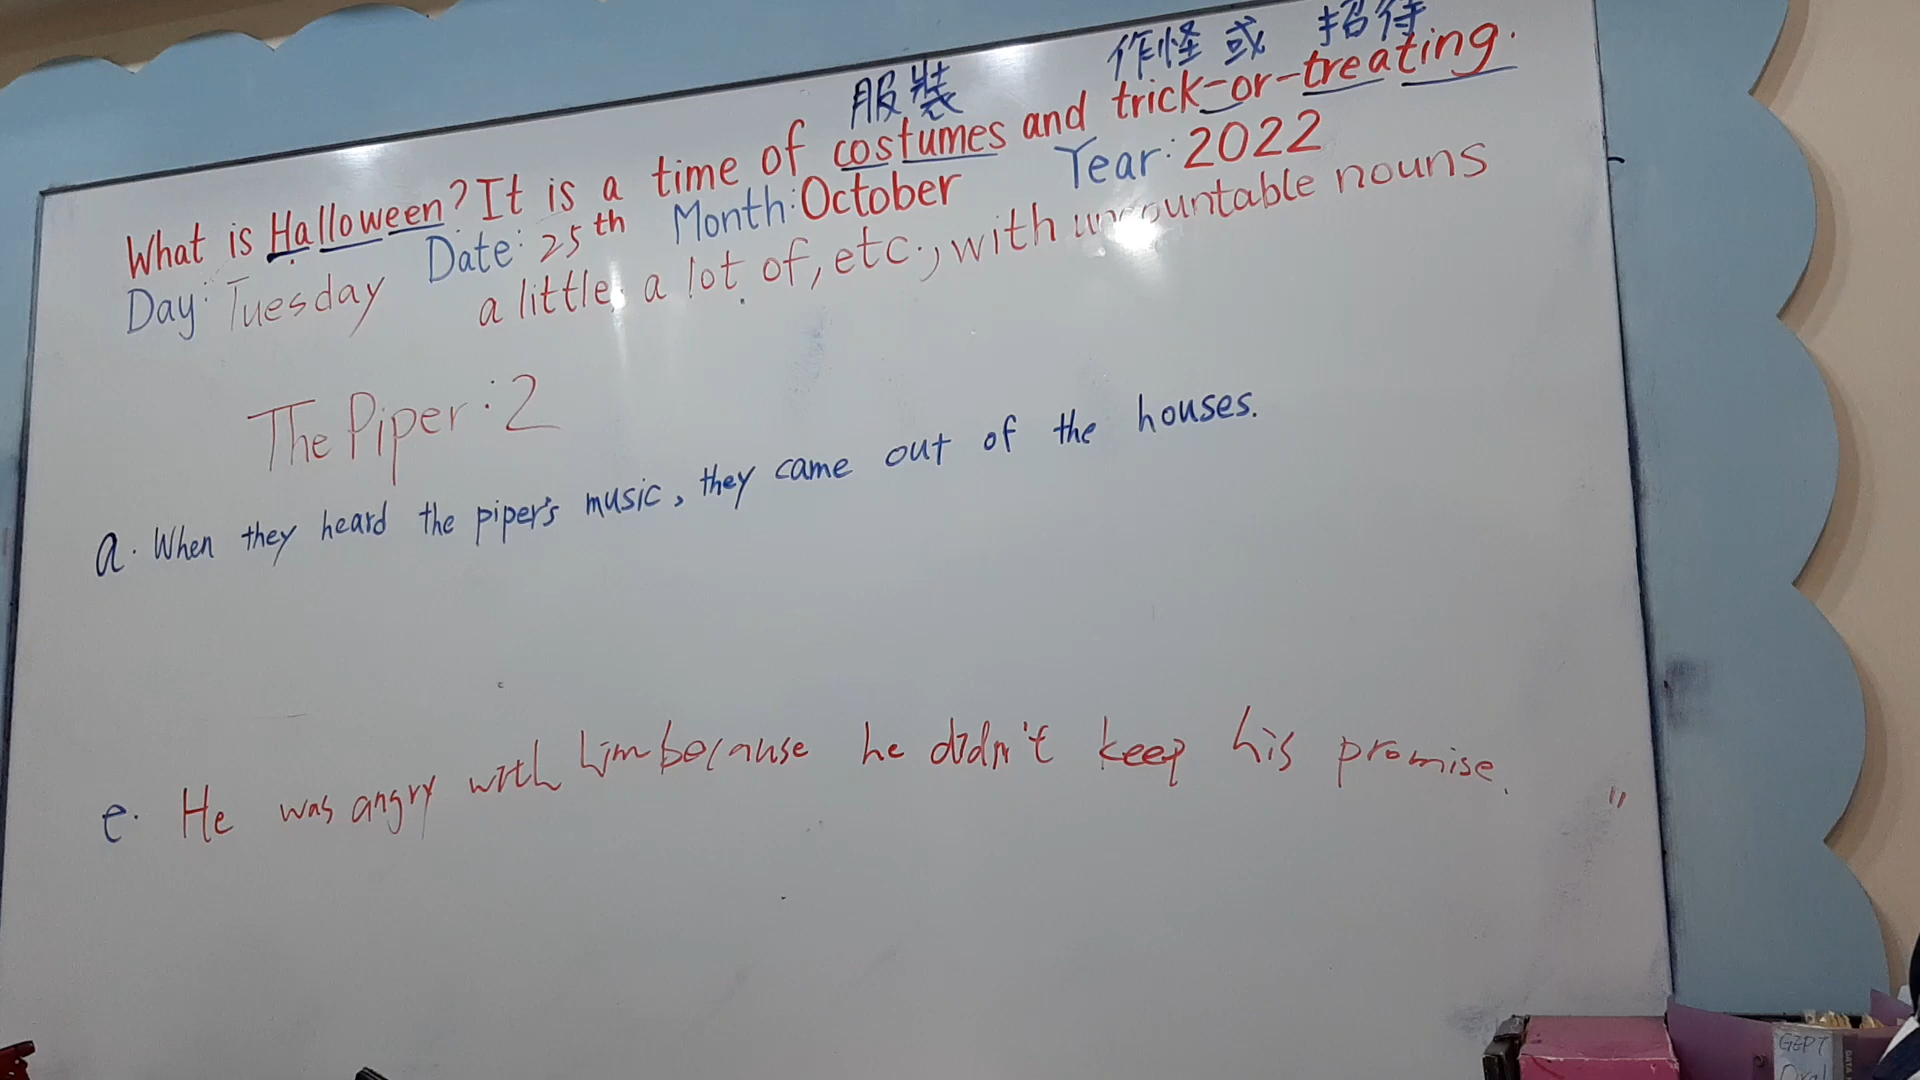 服裝 作怪 或 招待
What is Halloween? It is a time of costumes and trick-or-treating.
Day: Tuesday Date: 25th Month: October Year: 2022
a little, a lot of, etc., with uncountable nouns
The Piper: 2
a. When they heard the piper's music, they came out of the houses.
e. He was angry with him because he didn't keep his promise.
GEPT
Oral